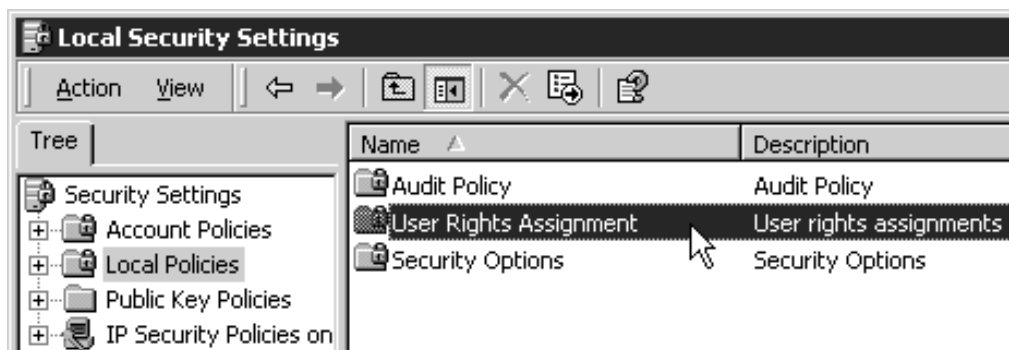 Local Security Settings
Action View
Tree
Name Description
Security Settings
Account Policies
Local Policies
Public Key Policies
IP Security Policies on
Audit Policy Audit Policy
User Rights Assignment User rights assignments
Security Options Security Options